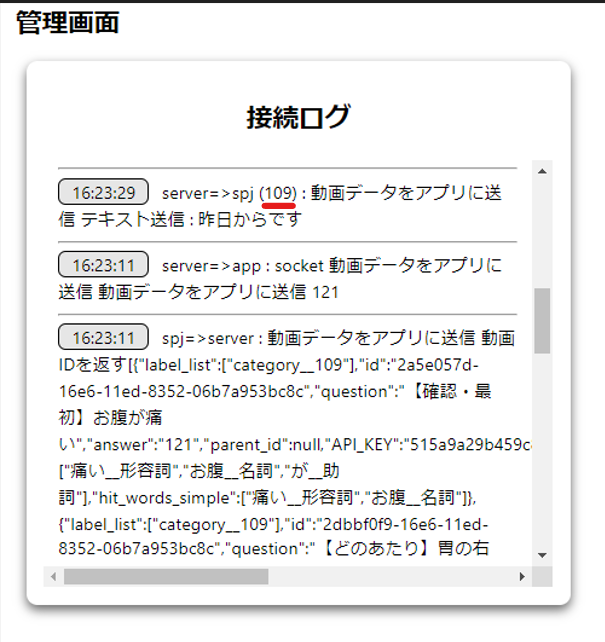 管理画面
接続ログ
16:23:29 server=>spj (109) : 動画データをアプリに送
信 テキスト送信 : 昨日からです
16:23:11 server=>app : socket 動画データをアプリに
送信 動画データをアプリに送信 121
16:23:11 spj=>server : 動画データをアプリに送信 動画
IDを返す[{"label_list":["category__109"],"id":"2a5e057d-
16e6-11ed-8352-06b7a953bc8c","question":"【確認・最
初】お腹が痛
い","answer":"121","parent_id":null,"API_KEY":"515a9a29b459c
["痛い__形容詞","お腹__名詞","が__助
詞"],"hit_words_simple":["痛い__形容詞","お腹__名詞"]},
{"label_list":["category__109"],"id":"2dbbf0f9-16e6-11ed-
8352-06b7a953bc8c","question":"【どのあたり】胃の右